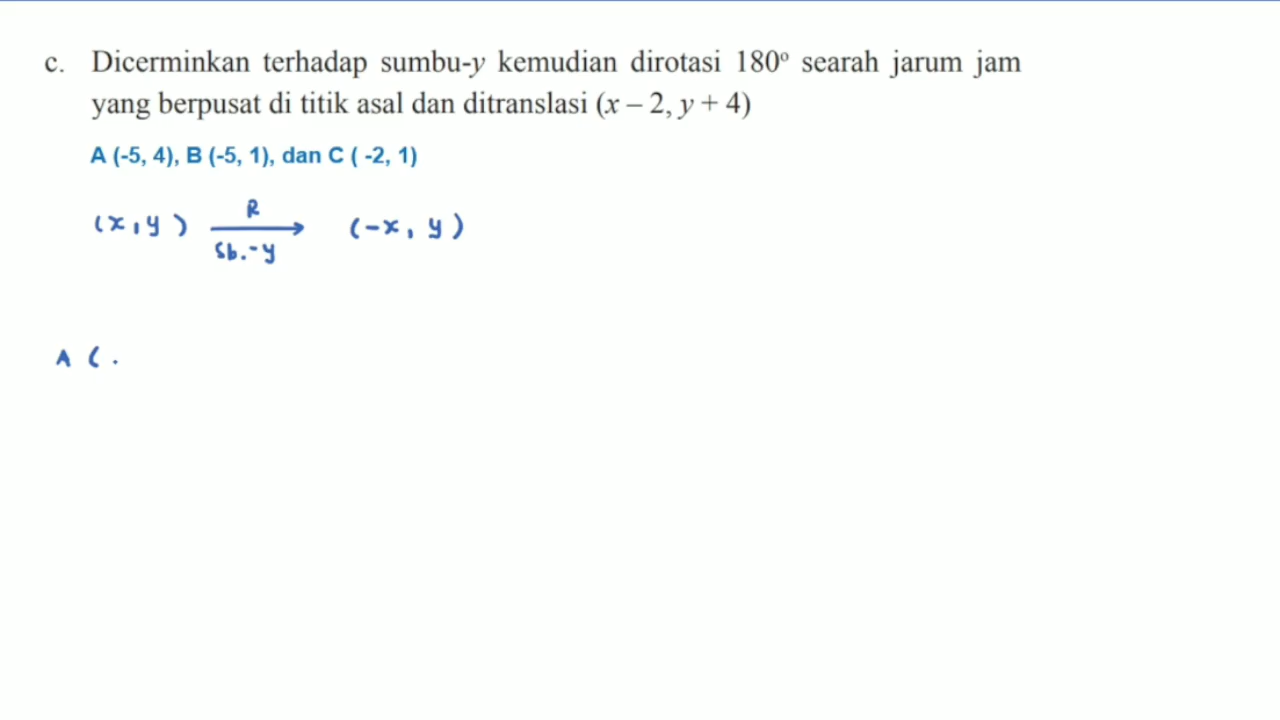 c. Dicerminkan terhadap sumbu-y kemudian dirotasi 180° searah jarum jam
yang berpusat di titik asal dan ditranslasi (x – 2, y + 4)
A (-5, 4), B (-5, 1), dan C ( -2, 1)
R
(x, y) → (-x, y)
Sb.-y
A ( .